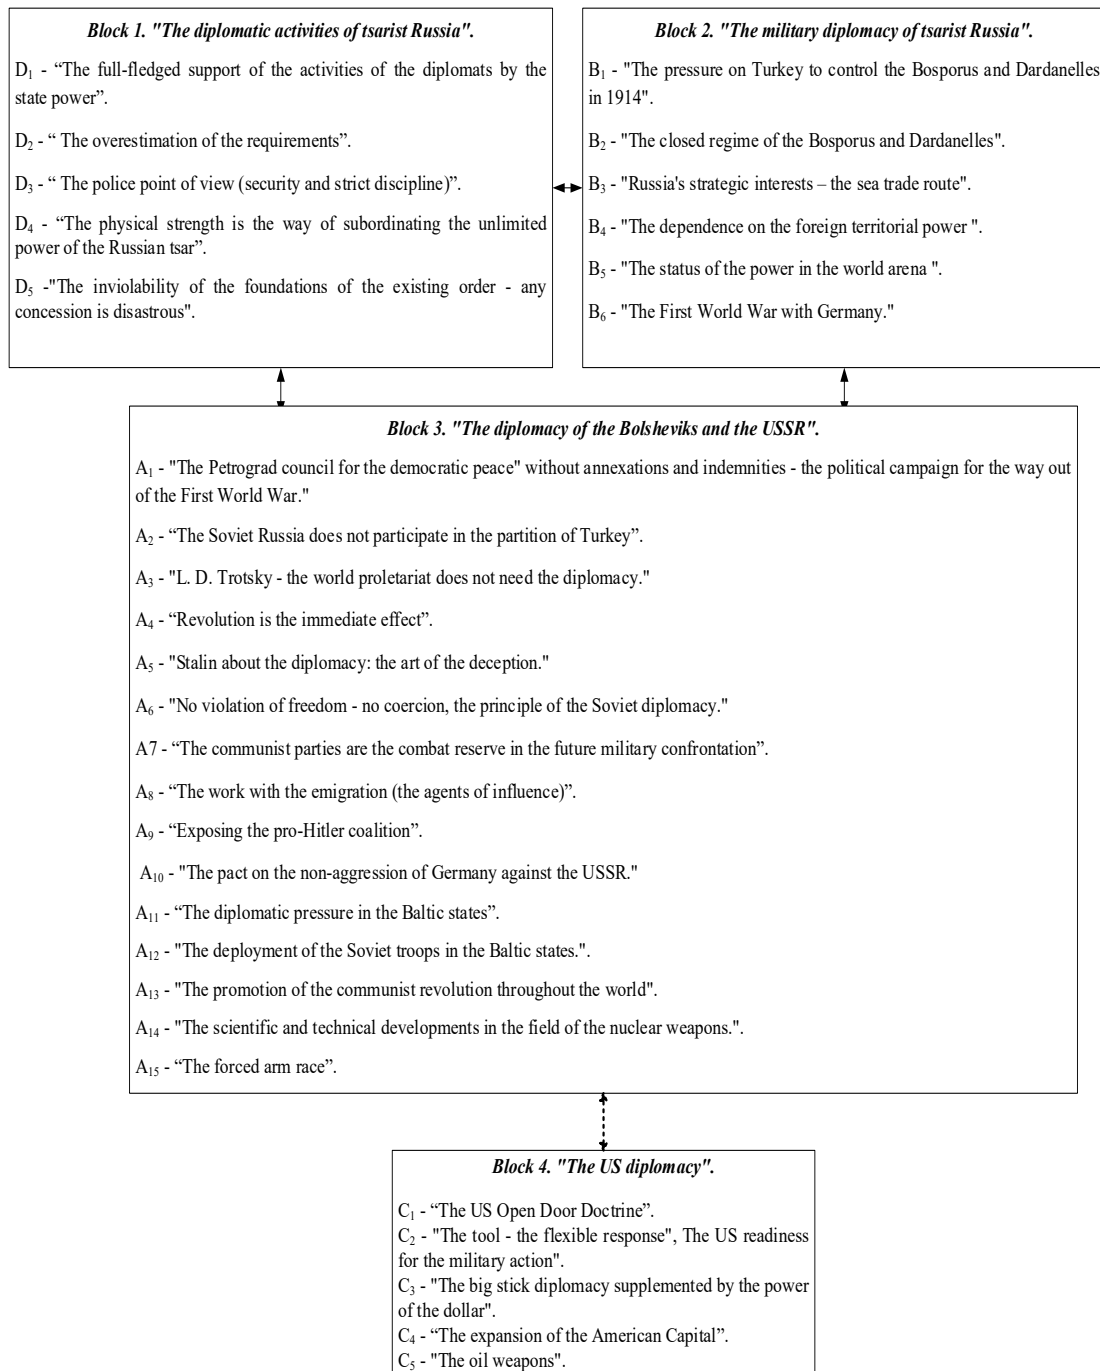 Block 1. "The diplomatic activities of tsarist Russia".
D1 - “The full-fledged support of the activities of the diplomats by the
state power”.
D2 - “ The overestimation of the requirements”.
D3 - “ The police point of view (security and strict discipline)”.
D4 - “The physical strength is the way of subordinating the unlimited
power of the Russian tsar”.
D5 -"The inviolability of the foundations of the existing order - any
concession is disastrous".
Block 2. "The military diplomacy of tsarist Russia".
B1 - "The pressure on Turkey to control the Bosporus and Dardanelles
in 1914".
B2 - "The closed regime of the Bosporus and Dardanelles".
B3 - "Russia's strategic interests – the sea trade route".
B4 - "The dependence on the foreign territorial power ".
B5 - "The status of the power in the world arena ".
B6 - "The First World War with Germany."
Block 3. "The diplomacy of the Bolsheviks and the USSR".
A1 - "The Petrograd council for the democratic peace" without annexations and indemnities - the political campaign for the way out
of the First World War."
A2 - “The Soviet Russia does not participate in the partition of Turkey”.
A3 - "L. D. Trotsky - the world proletariat does not need the diplomacy."
A4 - “Revolution is the immediate effect”.
A5 - "Stalin about the diplomacy: the art of the deception."
A6 - "No violation of freedom - no coercion, the principle of the Soviet diplomacy."
A7 - “The communist parties are the combat reserve in the future military confrontation”.
A8 - “The work with the emigration (the agents of influence)”.
A9 - “Exposing the pro-Hitler coalition”.
A10 - "The pact on the non-aggression of Germany against the USSR."
A11 - “The diplomatic pressure in the Baltic states”.
A12 - "The deployment of the Soviet troops in the Baltic states.".
A13 - "The promotion of the communist revolution throughout the world".
A14 - "The scientific and technical developments in the field of the nuclear weapons.".
A15 - “The forced arm race”.
Block 4. "The US diplomacy".
C1 - “The US Open Door Doctrine”.
C2 - "The tool - the flexible response", The US readiness
for the military action".
C3 - "The big stick diplomacy supplemented by the power
of the dollar".
C4 - “The expansion of the American Capital”.
C5 - "The oil weapons".